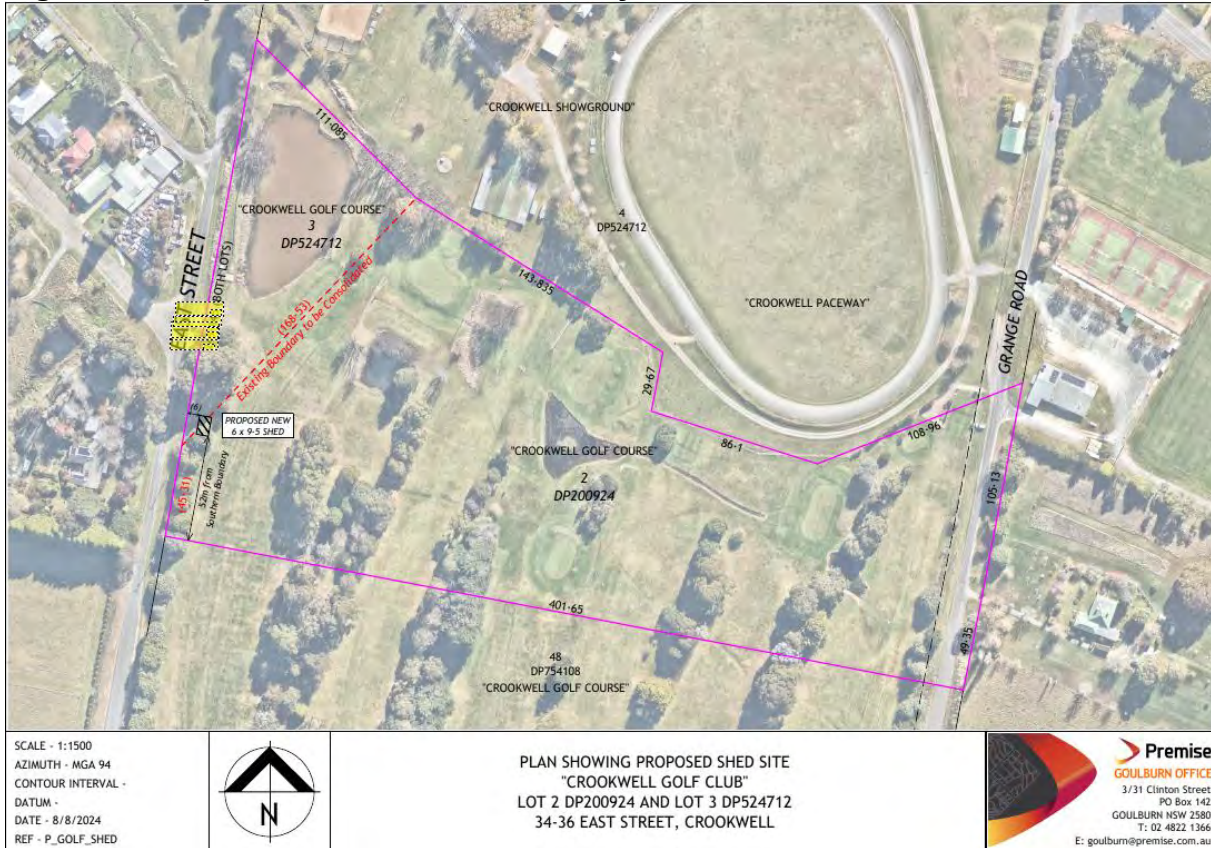 "CROOKWELL SHOWGROUND"
111·085
"CROOKWELL GOLF COURSE"
3
DP524712
4
DP524712
EAST STREET
(BOTH LOTS)
(168·53)
Existing Boundary to be Consolidated
143·835
"CROOKWELL PACEWAY"
GRANGE ROAD
29·67
(6)
PROPOSED NEW
6 x 9·5 SHED
86·1
108·96
"CROOKWELL GOLF COURSE"
2
DP200924
(45·31)
52m from
Southern Boundary
105·13
401·65
49·35
48
DP754108
"CROOKWELL GOLF COURSE"
SCALE - 1:1500
AZIMUTH - MGA 94
CONTOUR INTERVAL -
DATUM -
DATE - 8/8/2024
REF - P_GOLF_SHED
N
PLAN SHOWING PROPOSED SHED SITE
"CROOKWELL GOLF CLUB"
LOT 2 DP200924 AND LOT 3 DP524712
34-36 EAST STREET, CROOKWELL
Premise
GOULBURN OFFICE
3/31 Clinton Street
PO Box 142
GOULBURN NSW 2580
T: 02 4822 1366
E: goulburn@premise.com.au